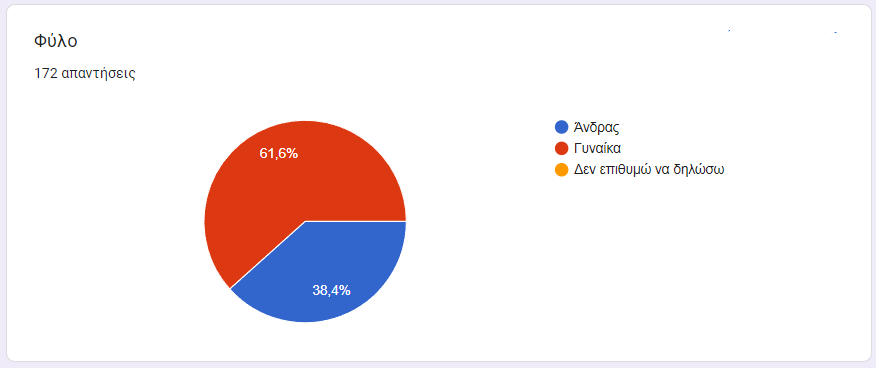 Φύλο
172 απαντήσεις
61,6%
38,4%
Άνδρας
Γυναίκα
Δεν επιθυμώ να δηλώσω